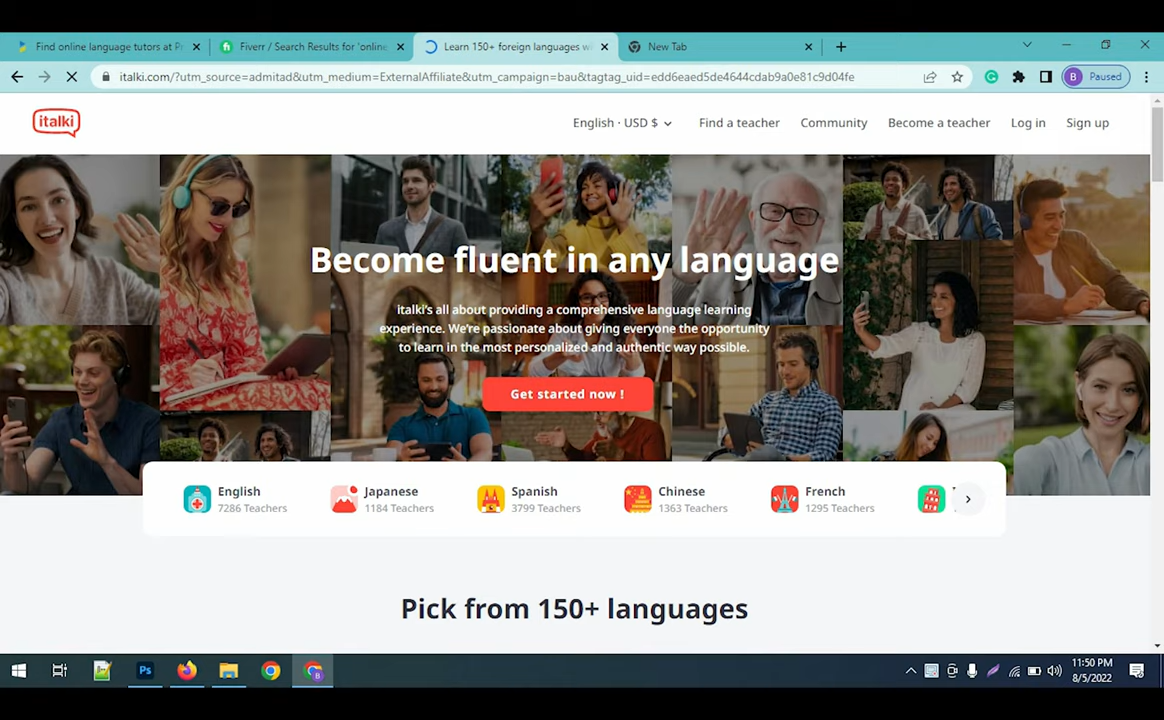 Find online language tutors at Pr
Fiverr / Search Results for 'online
Learn 150+ foreign languages wi
New Tab
italki.com/?utm_source=admitad&utm_medium=ExternalAffiliate&utm_campaign=bau&tagtag_uid=edd6eaed5de4644cdab9a0e81c9d04fe
B
Paused
italki
English · USD $
Find a teacher
Community
Become a teacher
Log in
Sign up
Become fluent in any language
italki's all about providing a comprehensive language learning
experience. We're passionate about giving everyone the opportunity
to learn in the most personalized and authentic way possible.
Get started now !
English
7286 Teachers
Japanese
1184 Teachers
Spanish
3799 Teachers
Chinese
1363 Teachers
French
1295 Teachers
Pick from 150+ languages
Ps
B
11:50 PM
8/5/2022